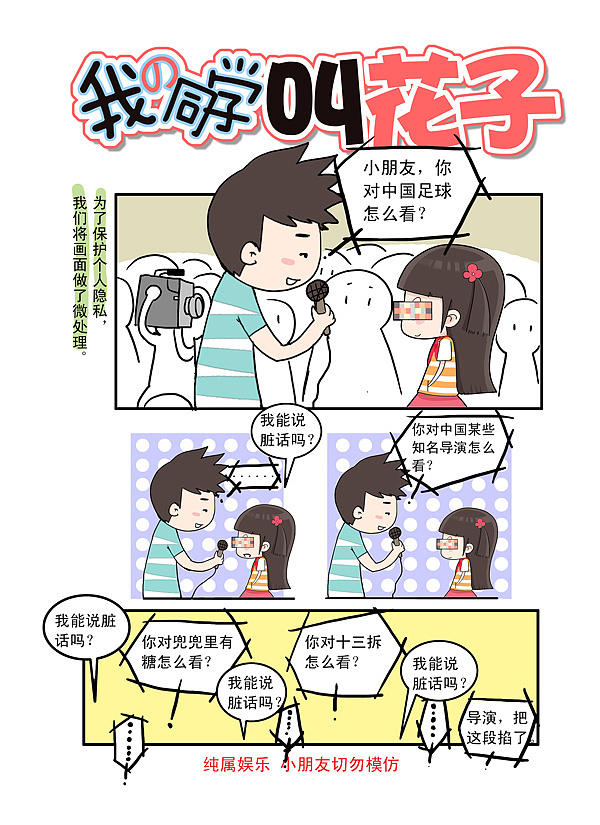 我の同学04花子
为了保护个人隐私，
我们将画面做了微处理。
小朋友，你
对中国足球
怎么看？
我能说
脏话吗？
………
你对中国某些
知名导演怎么
看？
我能说脏
话吗？
你对兜兜里有
糖怎么看？
我能说
脏话吗？
你对十三拆
怎么看？
我能说
脏话吗？
导演，把
这段掐了。
纯属娱乐 小朋友切勿模仿